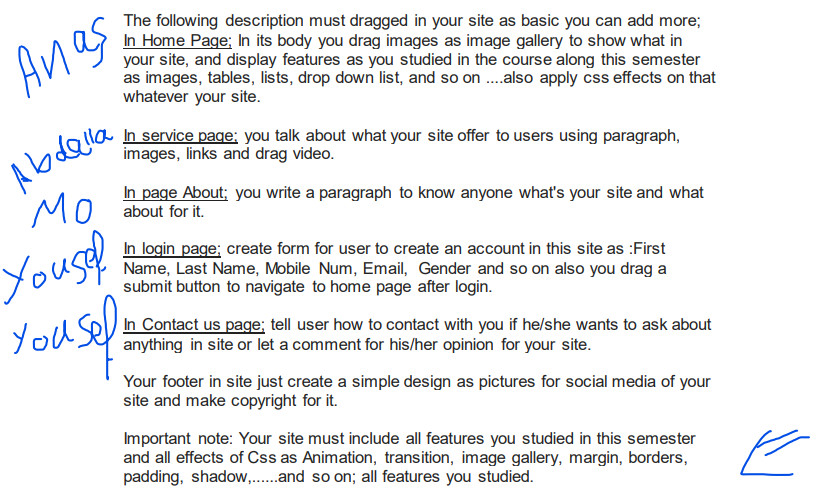 The following description must dragged in your site as basic you can add more;
Anas
In Home Page; In its body you drag images as image gallery to show what in
your site, and display features as you studied in the course along this semester
as images, tables, lists, drop down list, and so on ....also apply css effects on that
whatever your site.
Abdalla
In service page; you talk about what your site offer to users using paragraph,
images, links and drag video.
MO
In page About; you write a paragraph to know anyone what's your site and what
about for it.
Yousef
In login page; create form for user to create an account in this site as :First
Name, Last Name, Mobile Num, Email, Gender and so on also you drag a
submit button to navigate to home page after login.
Yousef
In Contact us page; tell user how to contact with you if he/she wants to ask about
anything in site or let a comment for his/her opinion for your site.
Your footer in site just create a simple design as pictures for social media of your
site and make copyright for it.
Important note: Your site must include all features you studied in this semester
and all effects of Css as Animation, transition, image gallery, margin, borders,
padding, shadow,......and so on; all features you studied.